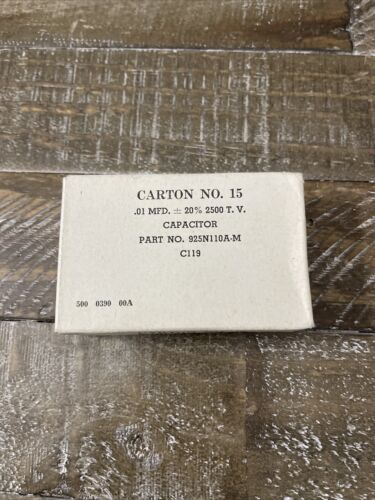 CARTON NO. 15
.01 MFD. ± 20% 2500 T. V.
CAPACITOR
PART NO. 925N110A-M
C119
500 0390 00A